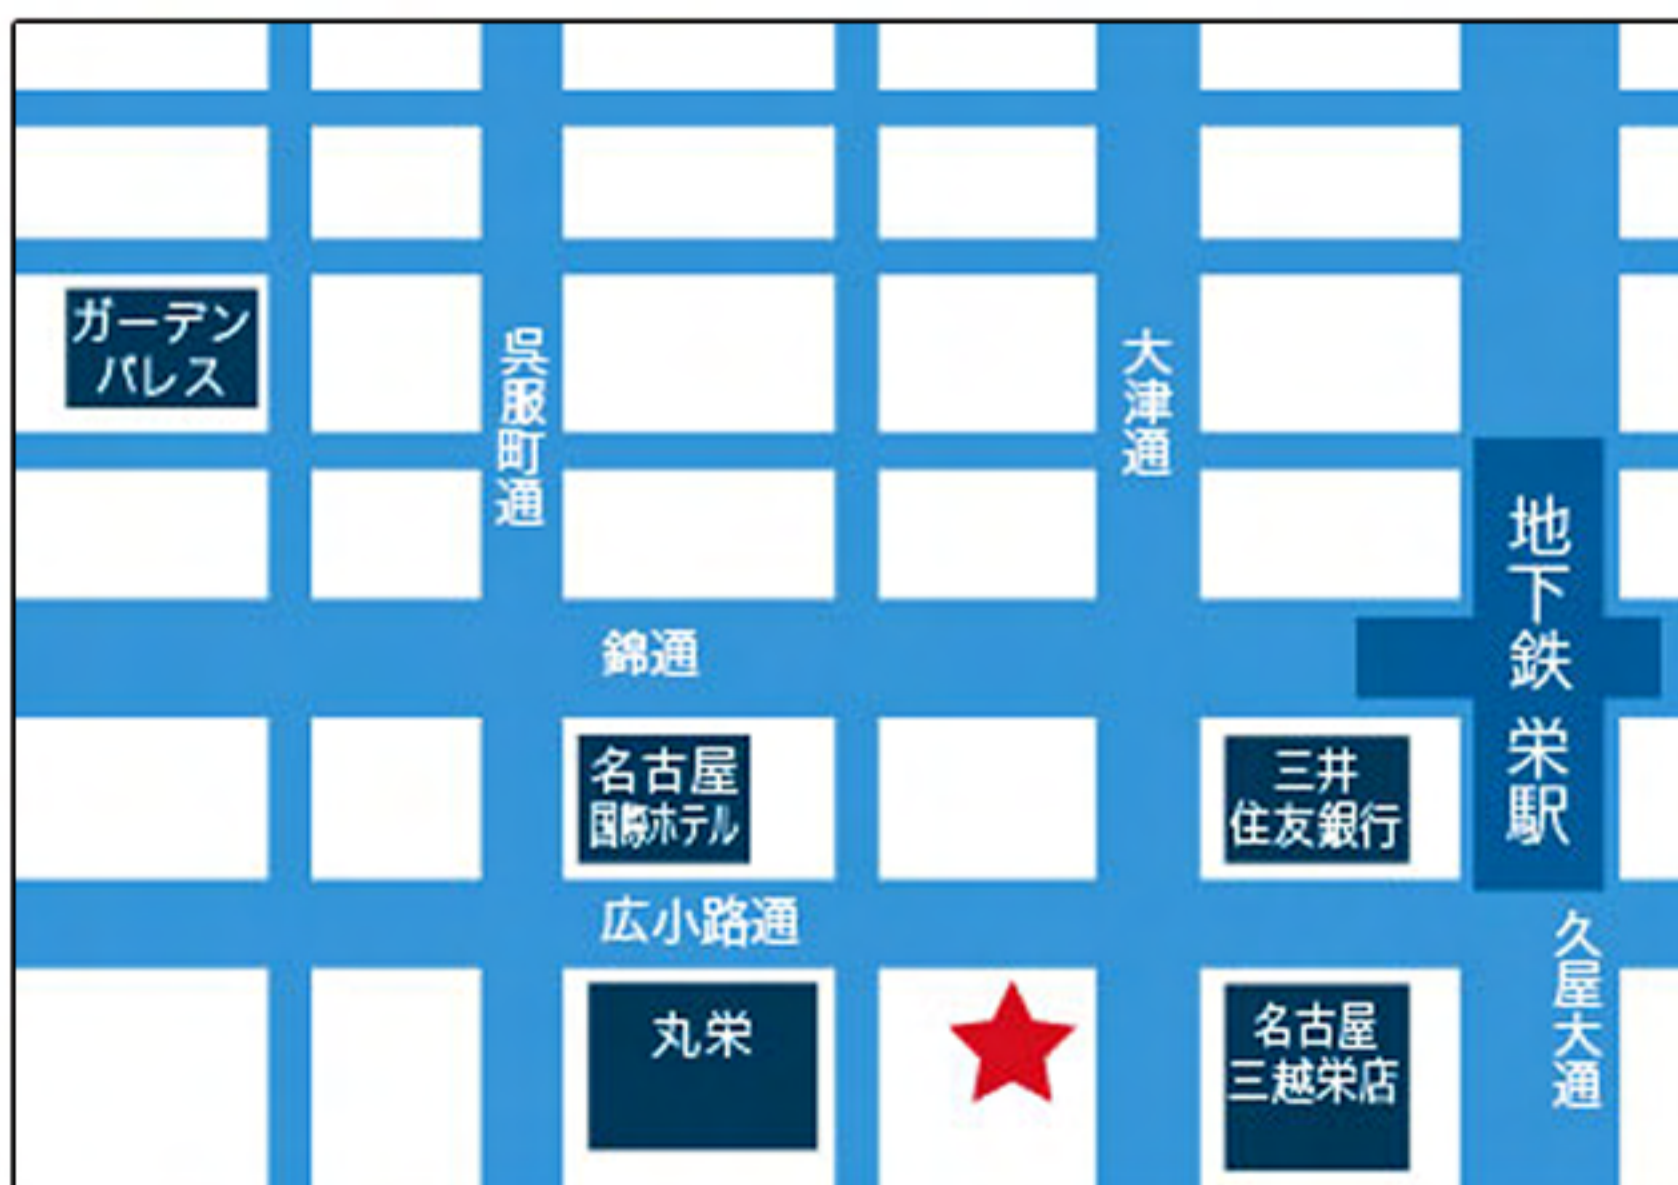 ガーデン
パレス
呉服町通
大津通
地下鉄 栄駅
錦通
名古屋
国際ホテル
三井
住友銀行
広小路通
久屋大通
丸栄
名古屋
三越栄店